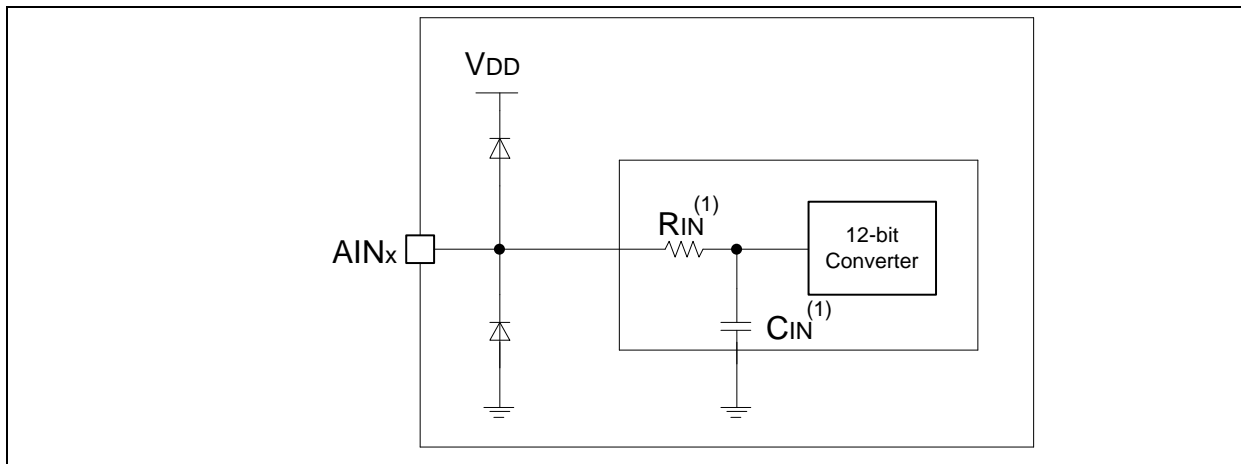 VDD
RIN(1)
12-bit
Converter
AINx
CIN(1)